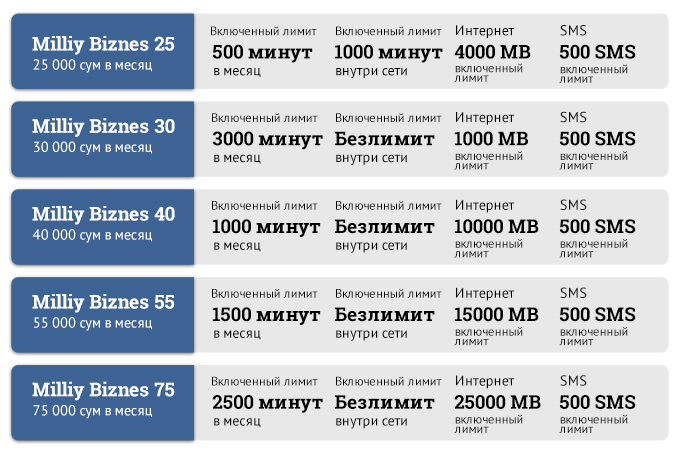 Milliy Biznes 25
25 000 сум в месяц
Включенный лимит
500 минут
в месяц
Включенный лимит
1000 минут
внутри сети
Интернет
4000 MB
включенный
лимит
SMS
500 SMS
включенный
лимит
Milliy Biznes 30
30 000 сум в месяц
Включенный лимит
3000 минут
в месяц
Включенный лимит
Безлимит
внутри сети
Интернет
1000 MB
включенный
лимит
SMS
500 SMS
включенный
лимит
Milliy Biznes 40
40 000 сум в месяц
Включенный лимит
1000 минут
в месяц
Включенный лимит
Безлимит
внутри сети
Интернет
10000 MB
включенный
лимит
SMS
500 SMS
включенный
лимит
Milliy Biznes 55
55 000 сум в месяц
Включенный лимит
1500 минут
в месяц
Включенный лимит
Безлимит
внутри сети
Интернет
15000 MB
включенный
лимит
SMS
500 SMS
включенный
лимит
Milliy Biznes 75
75 000 сум в месяц
Включенный лимит
2500 минут
в месяц
Включенный лимит
Безлимит
внутри сети
Интернет
25000 MB
включенный
лимит
SMS
500 SMS
включенный
лимит